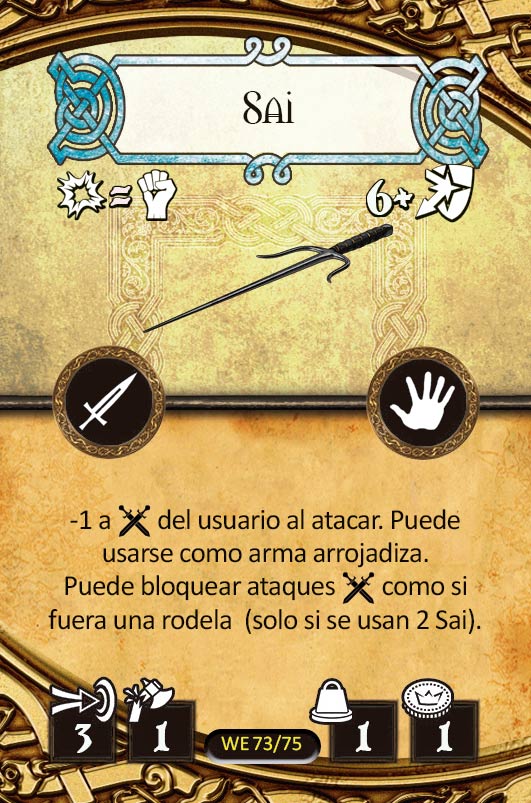 Sai
=
6+
-1 a del usuario al atacar. Puede
usarse como arma arrojadiza.
Puede bloquear ataques como si
fuera una rodela (solo si se usan 2 Sai).
3 1 WE 73/75 1 1